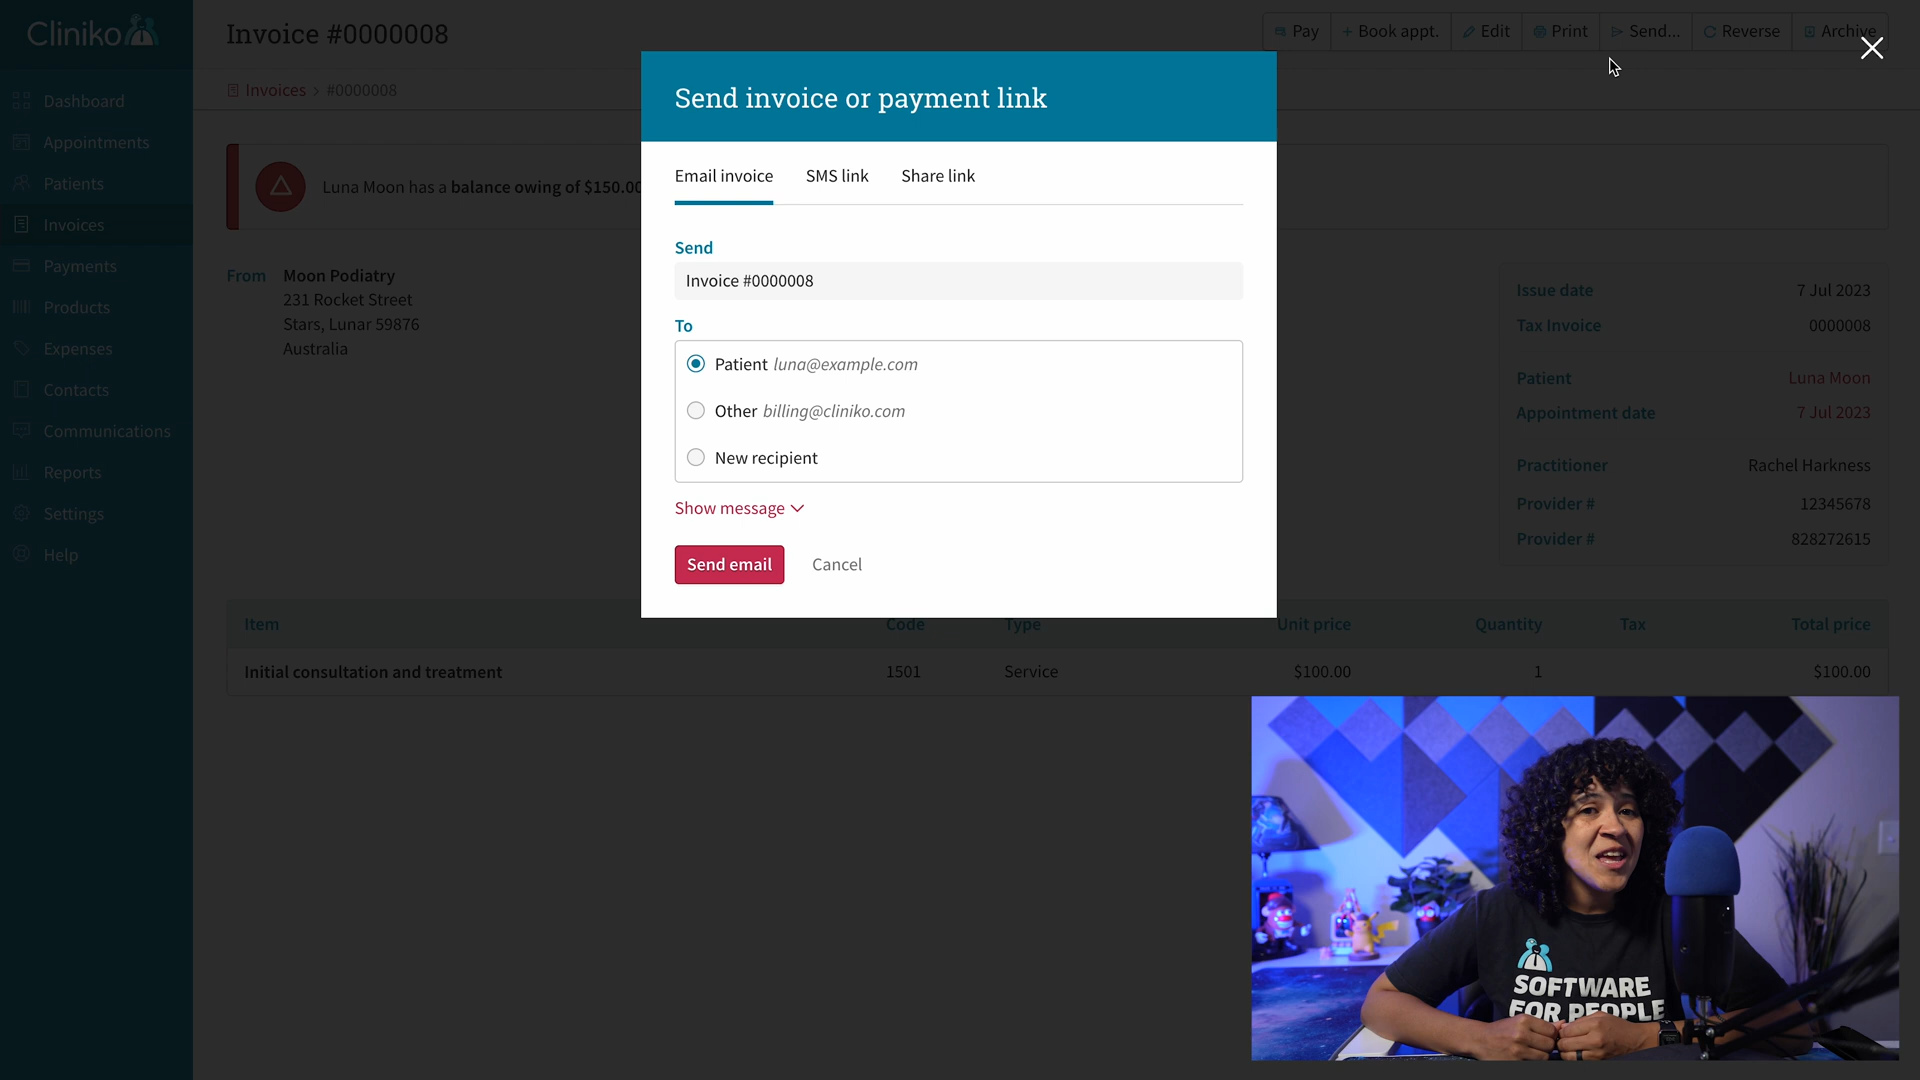 Cliniko
Invoice #0000008
Pay
Book appt.
Edit
Print
Send...
Reverse
Archive
Invoices > #0000008
Dashboard
Appointments
Patients
Invoices
Payments
Products
Expenses
Contacts
Communications
Reports
Settings
Help
Luna Moon has a balance owing of $150.00
From
Moon Podiatry
231 Rocket Street
Stars, Lunar 59876
Australia
Send invoice or payment link
Email invoice
SMS link
Share link
Send
Invoice #0000008
To
Patient luna@example.com
Other billing@cliniko.com
New recipient
Show message
Send email
Cancel
Issue date 7 Jul 2023
Tax Invoice 0000008
Patient Luna Moon
Appointment date 7 Jul 2023
Practitioner Rachel Harkness
Provider # 12345678
Provider # 828272615
Item Code Type Unit price Quantity Tax Total price
Initial consultation and treatment 1501 Service $100.00 1 $100.00
SOFTWARE
FOR PEOPLE